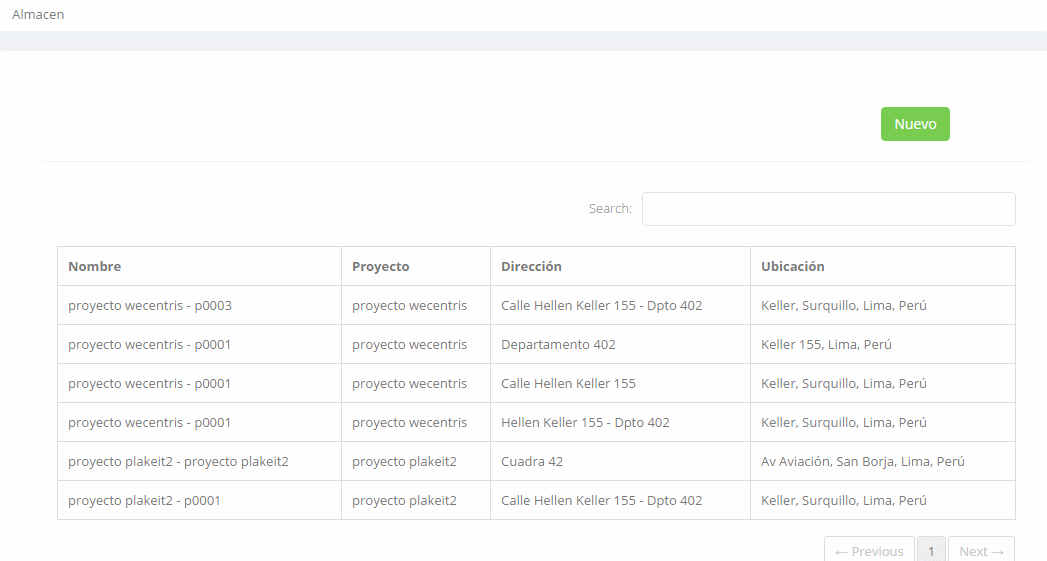 Almacen
Nuevo
Search:
Nombre Proyecto Dirección Ubicación
proyecto wecentris - p0003 proyecto wecentris Calle Hellen Keller 155 - Dpto 402 Keller, Surquillo, Lima, Perú
proyecto wecentris - p0001 proyecto wecentris Departamento 402 Keller 155, Lima, Perú
proyecto wecentris - p0001 proyecto wecentris Calle Hellen Keller 155 Keller, Surquillo, Lima, Perú
proyecto wecentris - p0001 proyecto wecentris Hellen Keller 155 - Dpto 402 Keller, Surquillo, Lima, Perú
proyecto plakeit2 - proyecto plakeit2 proyecto plakeit2 Cuadra 42 Av Aviación, San Borja, Lima, Perú
proyecto plakeit2 - p0001 proyecto plakeit2 Calle Hellen Keller 155 - Dpto 402 Keller, Surquillo, Lima, Perú
← Previous 1 Next →